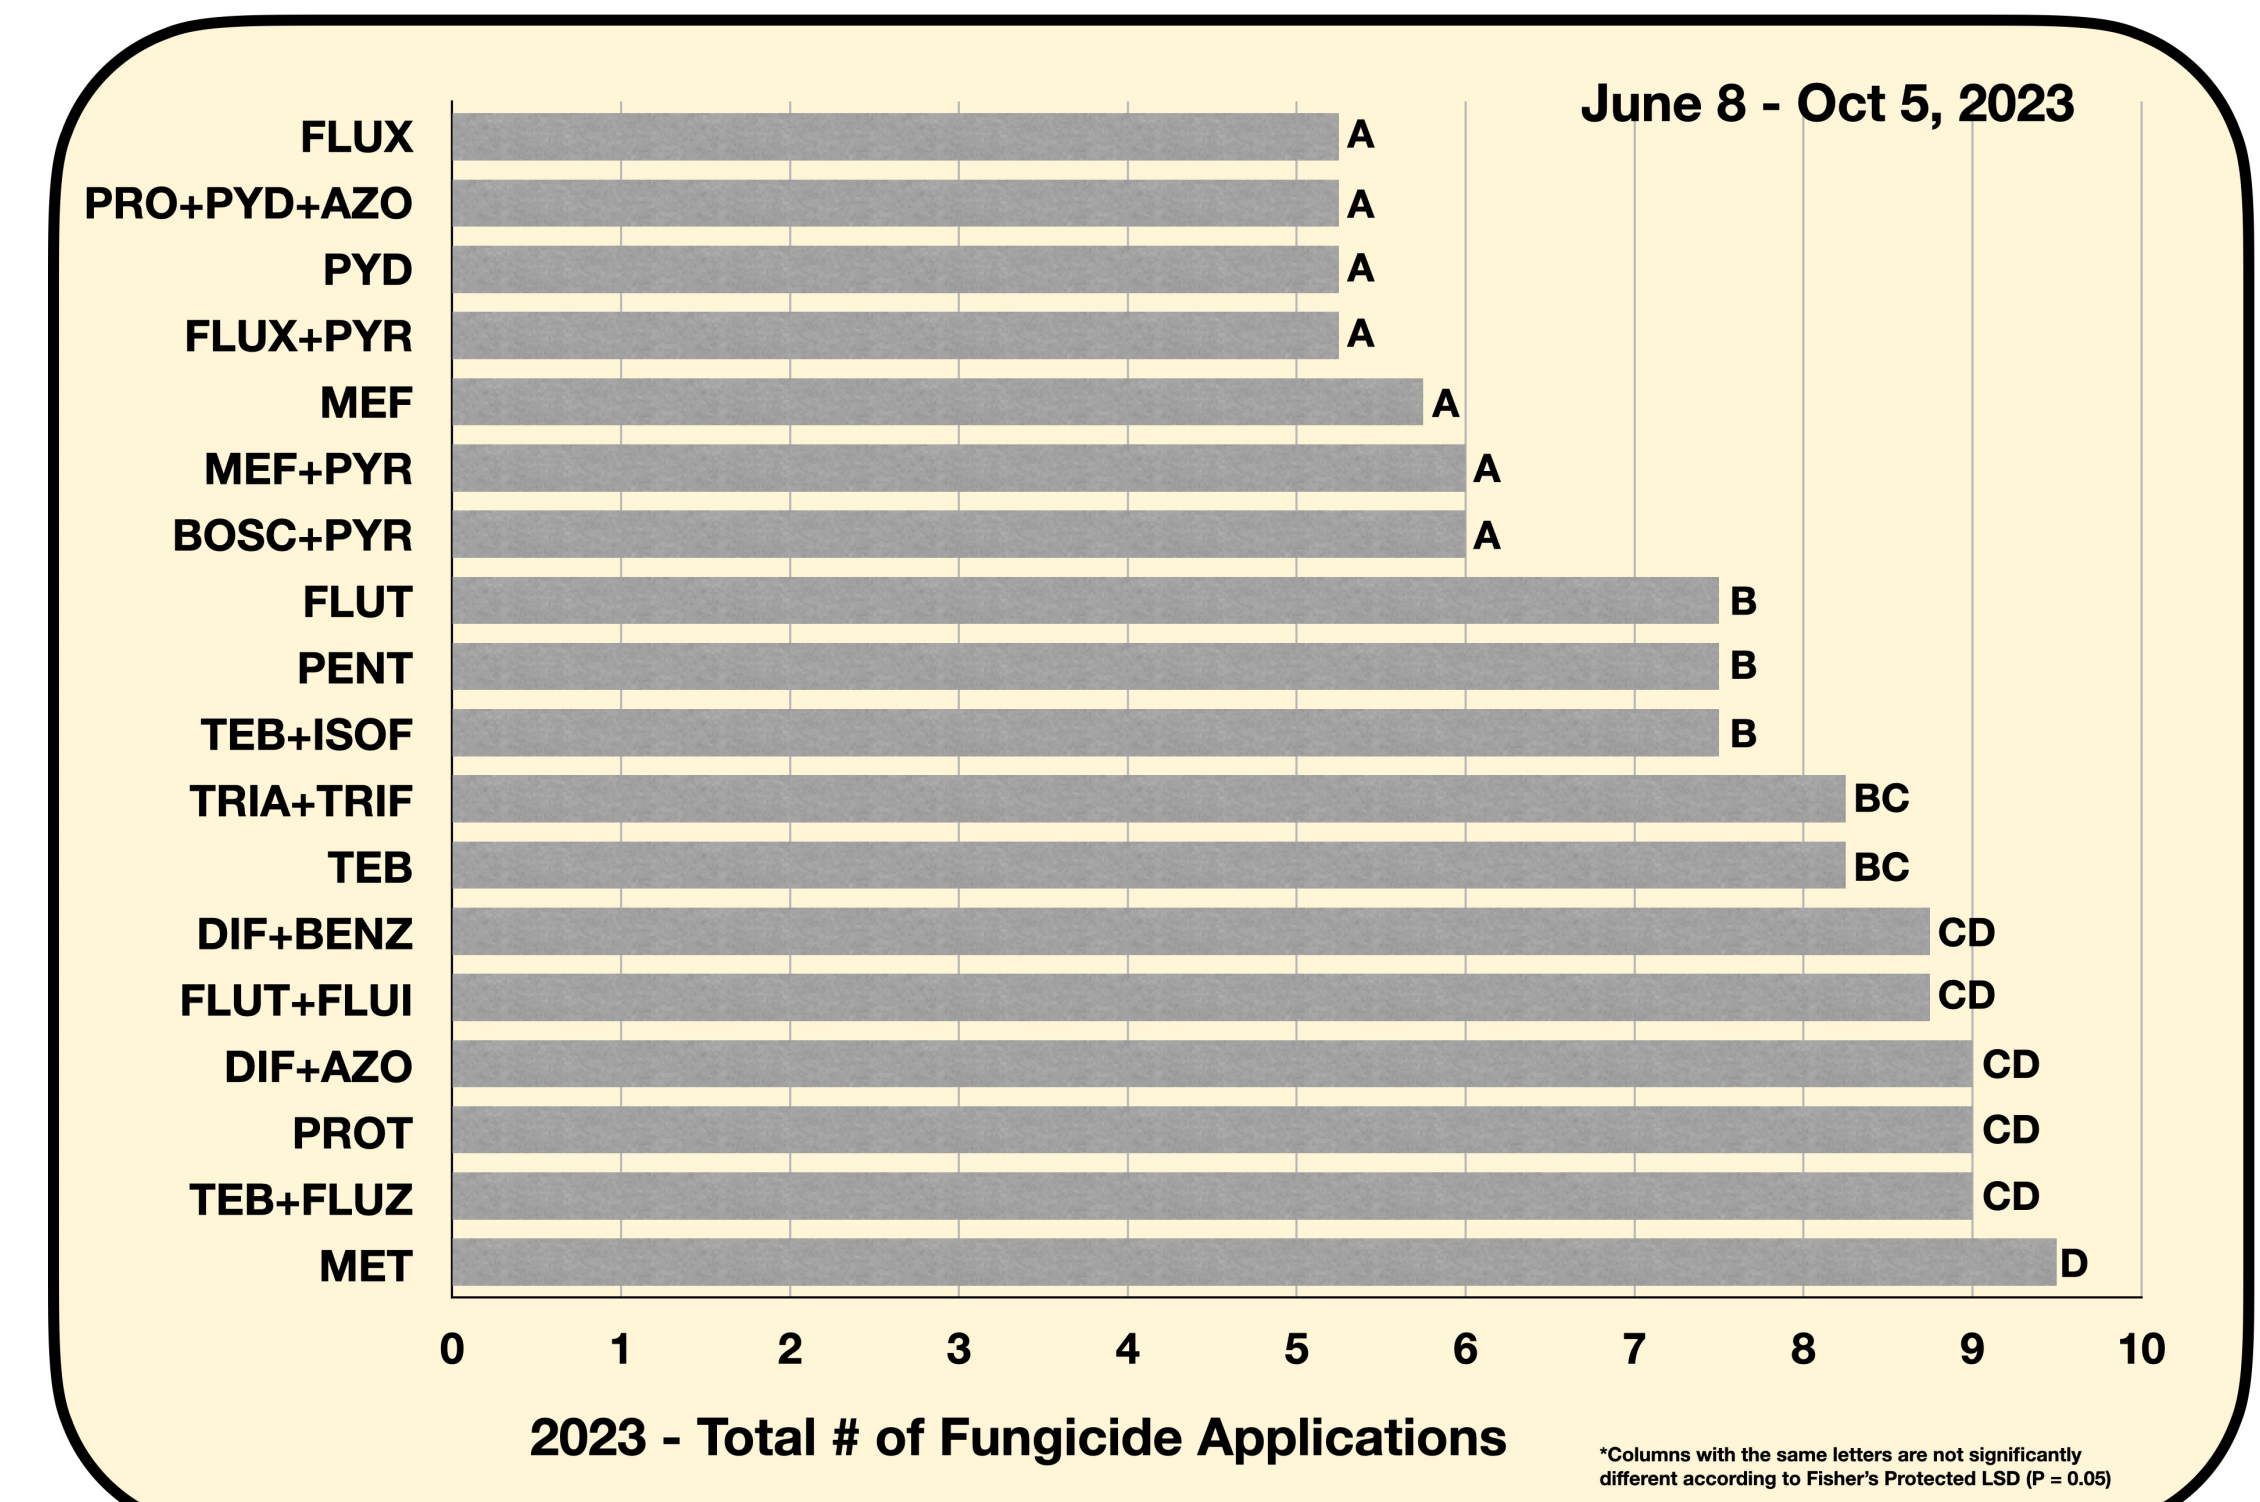 June 8 - Oct 5, 2023
FLUX A
PRO+PYD+AZO A
PYD A
FLUX+PYR A
MEF A
MEF+PYR A
BOSC+PYR A
FLUT B
PENT B
TEB+ISOF B
TRIA+TRIF BC
TEB BC
DIF+BENZ CD
FLUT+FLUI CD
DIF+AZO CD
PROT CD
TEB+FLUZ CD
MET D
0 1 2 3 4 5 6 7 8 9 10
2023 - Total # of Fungicide Applications
*Columns with the same letters are not significantly
different according to Fisher’s Protected LSD (P = 0.05)